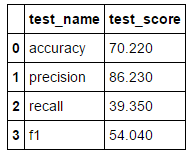 test_name test_score
0 accuracy 70.220
1 precision 86.230
2 recall 39.350
3 f1 54.040